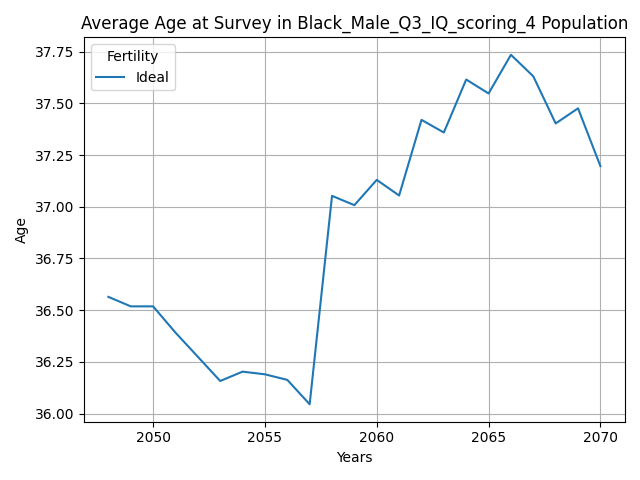 Average Age at Survey in Black_Male_Q3_IQ_scoring_4 Population
Fertility
Ideal
37.75
37.50
37.25
37.00
36.75
36.50
36.25
36.00
Age
2050 2055 2060 2065 2070
Years